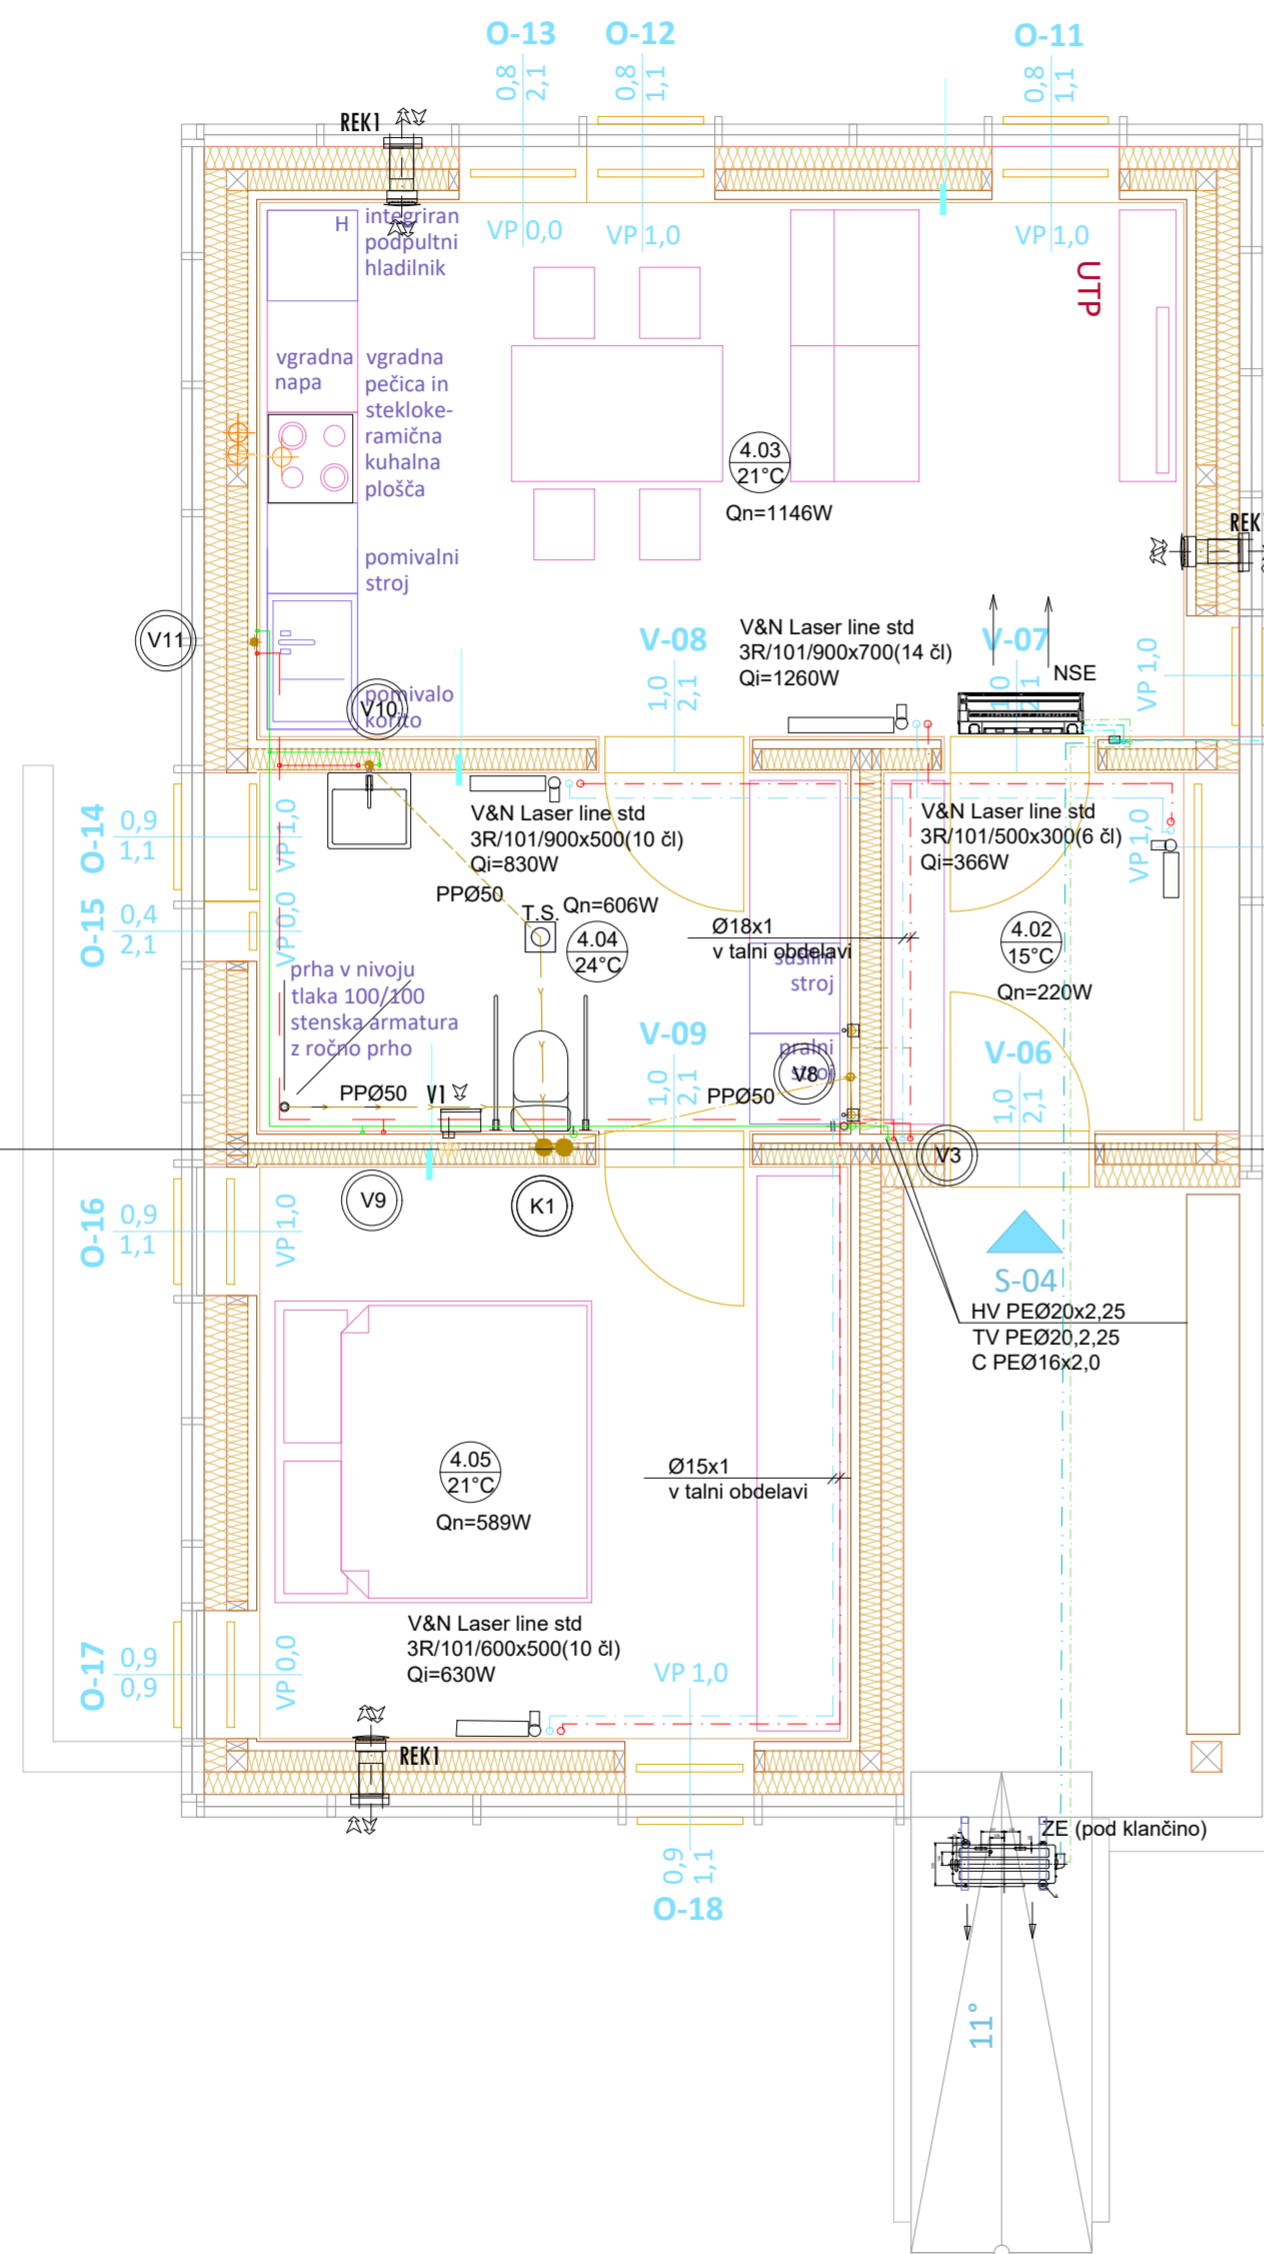 O-13
O-12
O-11
0,8
2,1
0,8
1,1
0,8
1,1
REK1
H
integriran
podpultni
hladilnik
VP 0,0
VP 1,0
VP 1,0
UTP
vgradna
napa
vgradna
pečica in
stekloke-
ramična
kuhalna
plošča
4.03
21°C
Qn=1146W
REK
pomivalni
stroj
V11
V&N Laser line std
3R/101/900x700(14 čl)
Qi=1260W
V-08
1,0
2,1
V-07
1,0
2,1
NSE
VP 1,0
pomivalo
korito
V10
O-14
0,9
1,1
VP 1,0
V&N Laser line std
3R/101/900x500(10 čl)
Qi=830W
V&N Laser line std
3R/101/500x300(6 čl)
Qi=366W
VP 1,0
PPØ50
T.S.
Qn=606W
4.04
24°C
O-15
0,4
2,1
VP 0,0
Ø18x1
v talni obdelavi
4.02
15°C
Qn=220W
sušilni
stroj
prha v nivoju
tlaka 100/100
stenska armatura
z ročno prho
V-09
1,0
2,1
pralni
stroj
V8
V-06
1,0
2,1
PPØ50
V1
PPØ50
V3
V9
K1
O-16
0,9
1,1
VP 1,0
S-04
HV PEØ20x2,25
TV PEØ20,2,25
C PEØ16x2,0
4.05
21°C
Qn=589W
Ø15x1
v talni obdelavi
V&N Laser line std
3R/101/600x500(10 čl)
Qi=630W
O-17
0,9
0,9
VP 0,0
VP 1,0
REK1
ZE (pod klančino)
0,9
1,1
O-18
11°